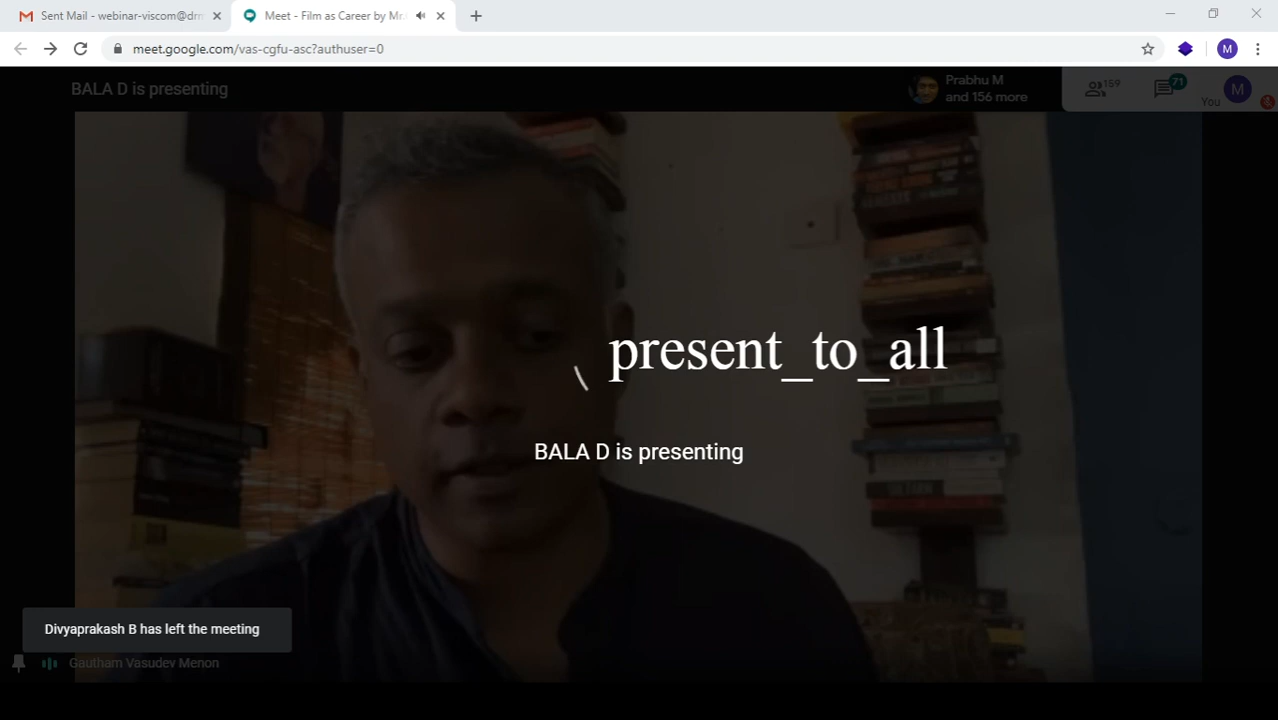 Sent Mail - webinar-viscom@drm
Meet - Film as Career by Mr.
meet.google.com/vas-cgfu-asc?authuser=0
M
BALA D is presenting
Prabhu M
and 156 more
159
71
You
M
present_to_all
BALA D is presenting
Divyaprakash B has left the meeting
Gautham Vasudev Menon